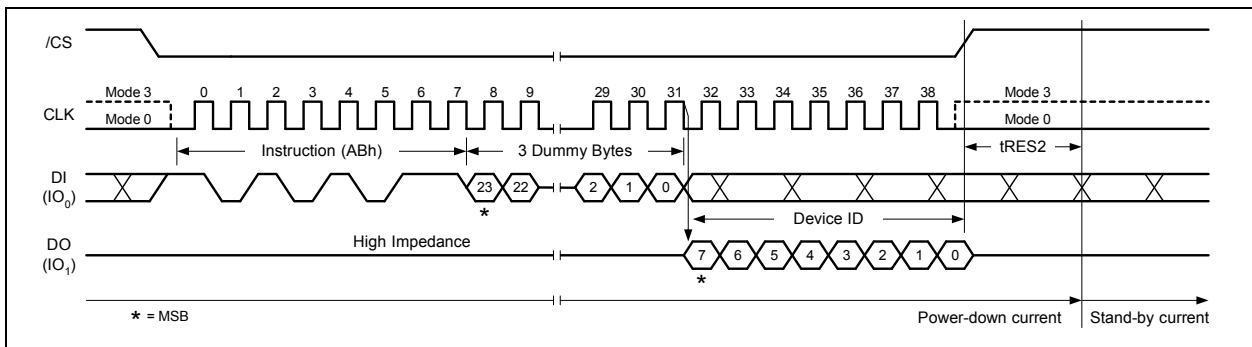 /CS
Mode 3 0 1 2 3 4 5 6 7 8 9 29 30 31 32 33 34 35 36 37 38 Mode 3
CLK
Mode 0 Mode 0
Instruction (ABh) 3 Dummy Bytes tRES2
DI
(IO0)
23 22 2 1 0
*
Device ID
DO
(IO1)
High Impedance
7 6 5 4 3 2 1 0
*
* = MSB
Power-down current Stand-by current